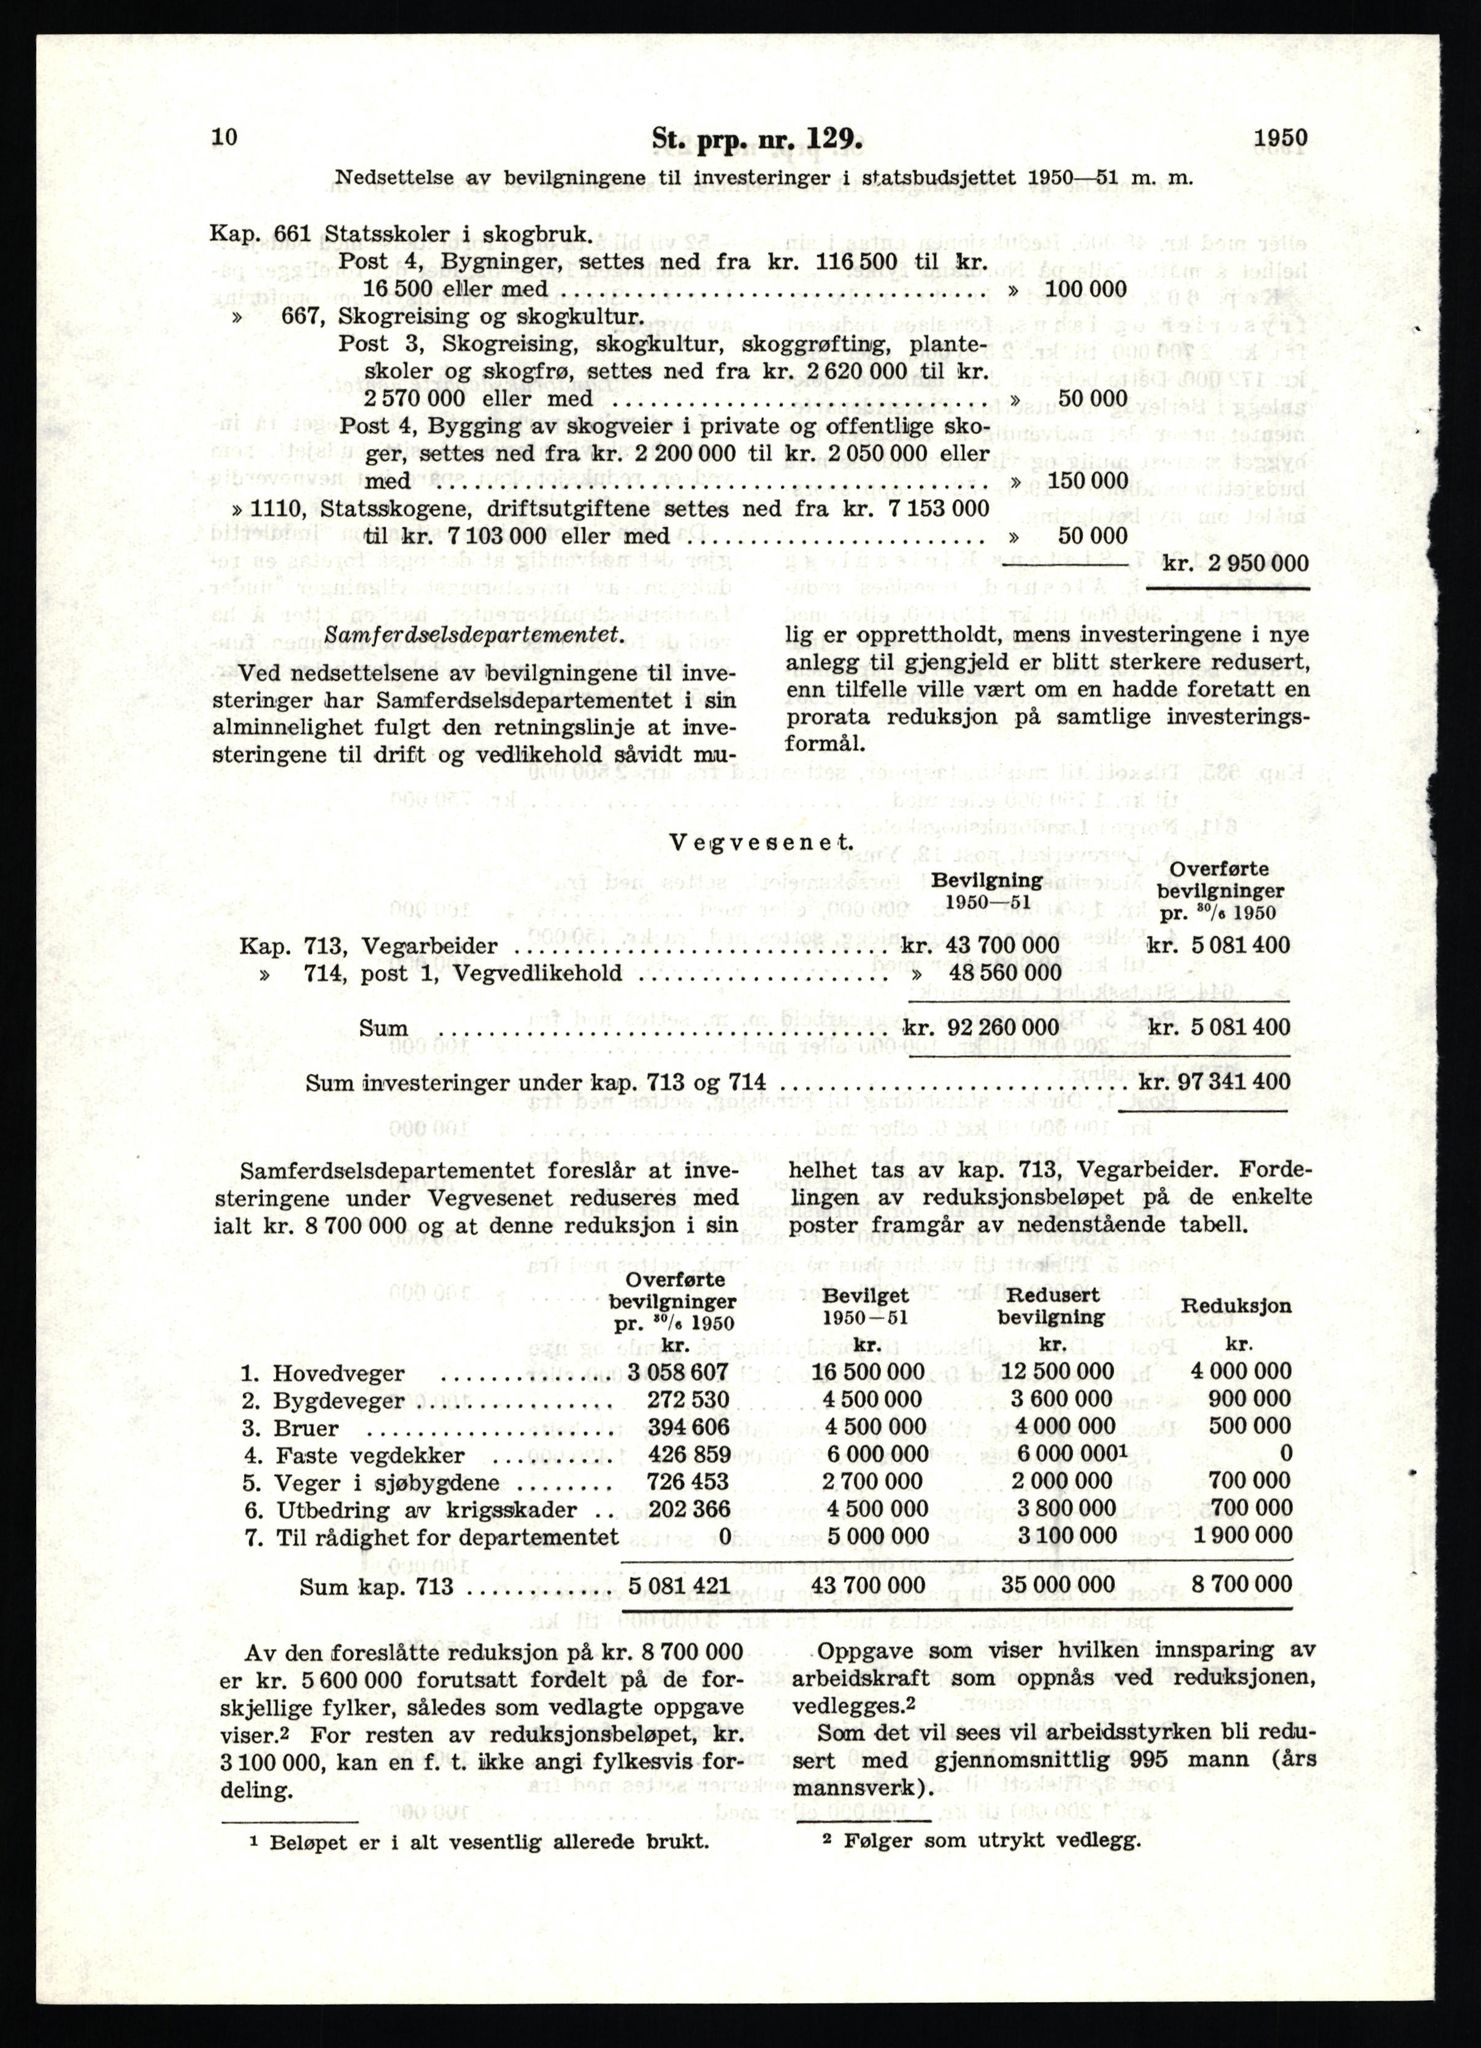 10
St. prp. nr. 129.
1950
Nedsettelse av bevilgningene til investeringer i statsbudsjettet 1950—51 m. m.
Kap. 661 Statsskoler i skogbruk.
Post 4, Bygninger, settes ned fra kr. 116 500 til kr.
16 500 eller med ................................ » 100 000
» 667, Skogreising og skogkultur.
Post 3, Skogreising, skogkultur, skoggrøfting, plante-
skoler og skogfrø, settes ned fra kr. 2 620 000 til kr.
2 570 000 eller med ............................ » 50 000
Post 4, Bygging av skogveier i private og offentlige sko-
ger, settes ned fra kr. 2 200 000 til kr. 2 050 000 eller
med ......................................... » 150 000
» 1110, Statsskogene, driftsutgiftene settes ned fra kr. 7 153 000
til kr. 7 103 000 eller med ...................... » 50 000
kr. 2 950 000
Samferdselsdepartementet.
Ved nedsettelsene av bevilgningene til inve-
steringer har Samferdselsdepartementet i sin
alminnelighet fulgt den retningslinje at inve-
steringene til drift og vedlikehold såvidt mu-
lig er opprettholdt, mens investeringene i nye
anlegg til gjengjeld er blitt sterkere redusert,
enn tilfelle ville vært om en hadde foretatt en
prorata reduksjon på samtlige investerings-
formål.
Vegvesenet.
Bevilgning
1950—51
Overførte
bevilgninger
pr. 30/6 1950
Kap. 713, Vegarbeider ............................ kr. 43 700 000 kr. 5 081 400
» 714, post 1, Vegvedlikehold ................... » 48 560 000
Sum .................................. kr. 92 260 000 kr. 5 081 400
Sum investeringer under kap. 713 og 714 ........................... kr. 97 341 400
Samferdselsdepartementet foreslår at inve-
steringene under Vegvesenet reduseres med
ialt kr. 8 700 000 og at denne reduksjon i sin
helhet tas av kap. 713, Vegarbeider. Forde-
lingen av reduksjonsbeløpet på de enkelte
poster framgår av nedenstående tabell.
Overførte
bevilgninger
pr. 30/6 1950
Bevilget
1950—51
Redusert
bevilgning
Reduksjon
kr. kr. kr. kr.
1. Hovedveger ............. 3 058 607 16 500 000 12 500 000 4 000 000
2. Bygdeveger ............... 272 530 4 500 000 3 600 000 900 000
3. Bruer ................... 394 606 4 500 000 4 000 000 500 000
4. Faste vegdekker .......... 426 859 6 000 000 6 000 000¹ 0
5. Veger i sjøbygdene ........ 726 453 2 700 000 2 000 000 700 000
6. Utbedring av krigsskader .. 202 366 4 500 000 3 800 000 700 000
7. Til rådighet for departementet 0 5 000 000 3 100 000 1 900 000
Sum kap. 713 ............ 5 081 421 43 700 000 35 000 000 8 700 000
Av den foreslåtte reduksjon på kr. 8 700 000
er kr. 5 600 000 forutsatt fordelt på de for-
skjellige fylker, således som vedlagte oppgave
viser.² For resten av reduksjonsbeløpet, kr.
3 100 000, kan en f. t. ikke angi fylkesvis for-
deling.
Oppgave som viser hvilken innsparing av
arbeidskraft som oppnås ved reduksjonen,
vedlegges.²
Som det vil sees vil arbeidsstyrken bli redu-
sert med gjennomsnittlig 995 mann (års
mannsverk).
¹ Beløpet er i alt vesentlig allerede brukt.
² Følger som utrykt vedlegg.